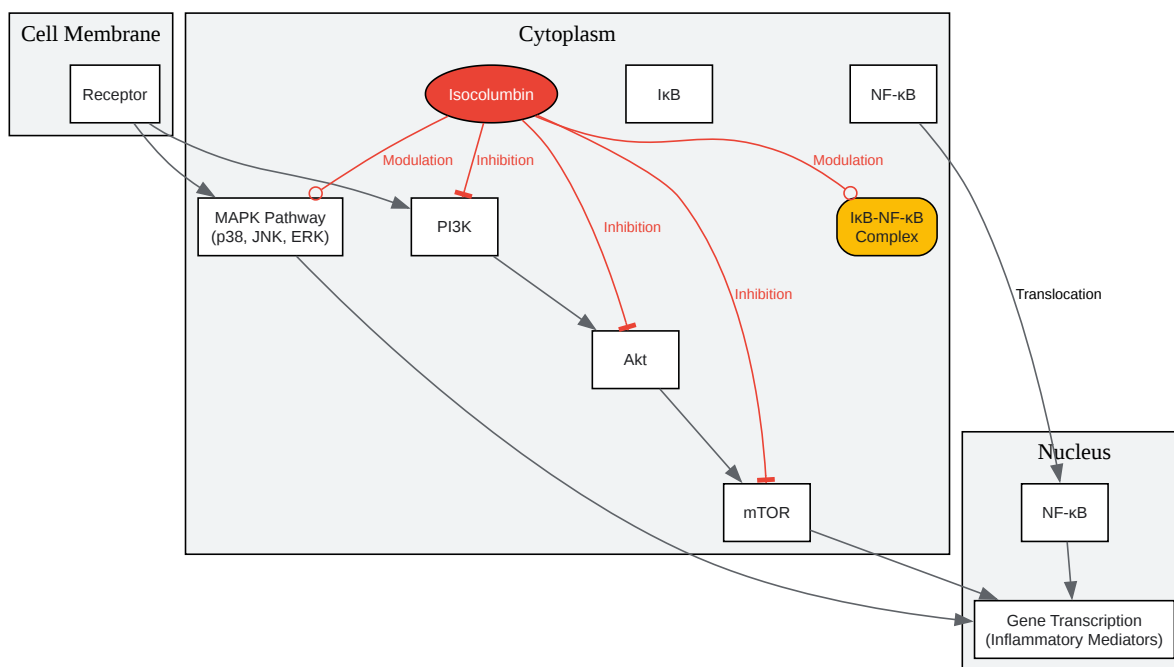 Cell Membrane
Cytoplasm
Receptor
Isocolumbin
IκB
NF-κB
Modulation
Inhibition
Modulation
MAPK Pathway
(p38, JNK, ERK)
PI3K
IκB-NF-κB
Complex
Inhibition
Inhibition
Translocation
Akt
Nucleus
mTOR
NF-κB
Gene Transcription
(Inflammatory Mediators)